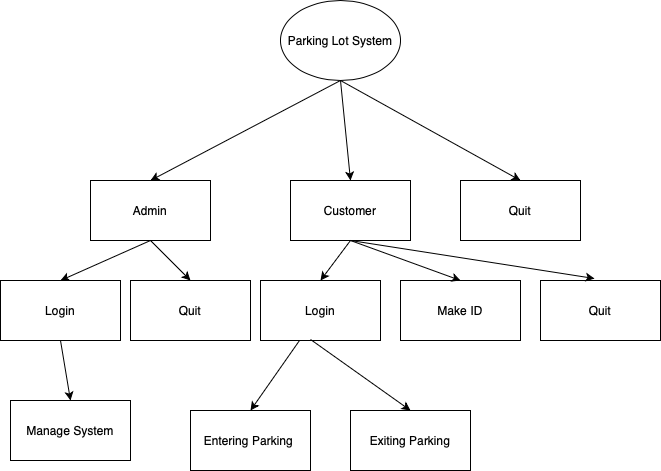 Parking Lot System
Admin
Customer
Quit
Login
Quit
Login
Make ID
Quit
Manage System
Entering Parking
Exiting Parking